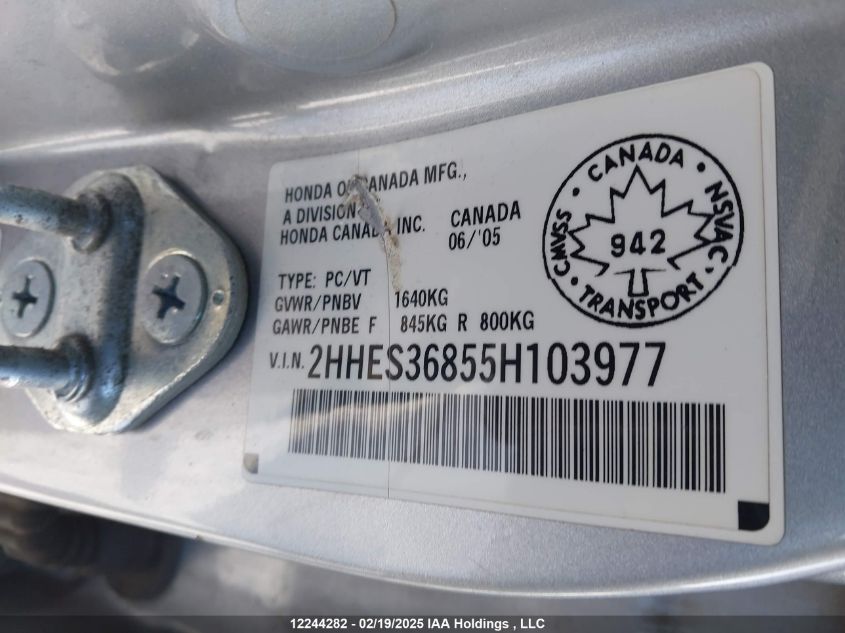 HONDA OF CANADA MFG.,
A DIVISION
HONDA CANADA INC.
CANADA
06/'05
TYPE: PC/VT
GVWR/PNBV 1640KG
GAWR/PNBE F 845KG R 800KG
V.I.N. 2HHES36855H103977
CANADA
CMVSS
942
NSVAC
TRANSPORT
12244282 - 02/19/2025 IAA Holdings , LLC